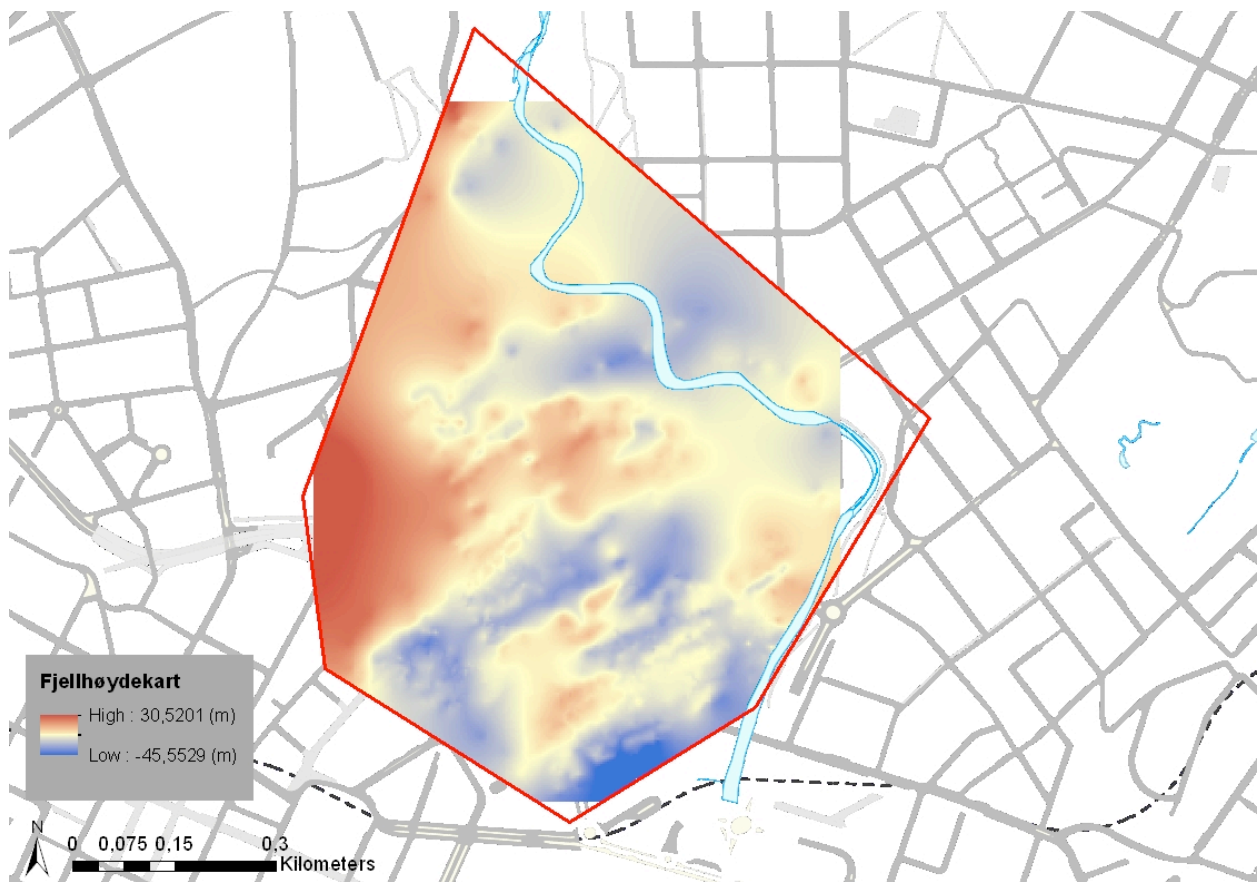 Fjellhøydekart
High : 30,5201 (m)
Low : -45,5529 (m)
N
0 0,075 0,15 0,3
Kilometers